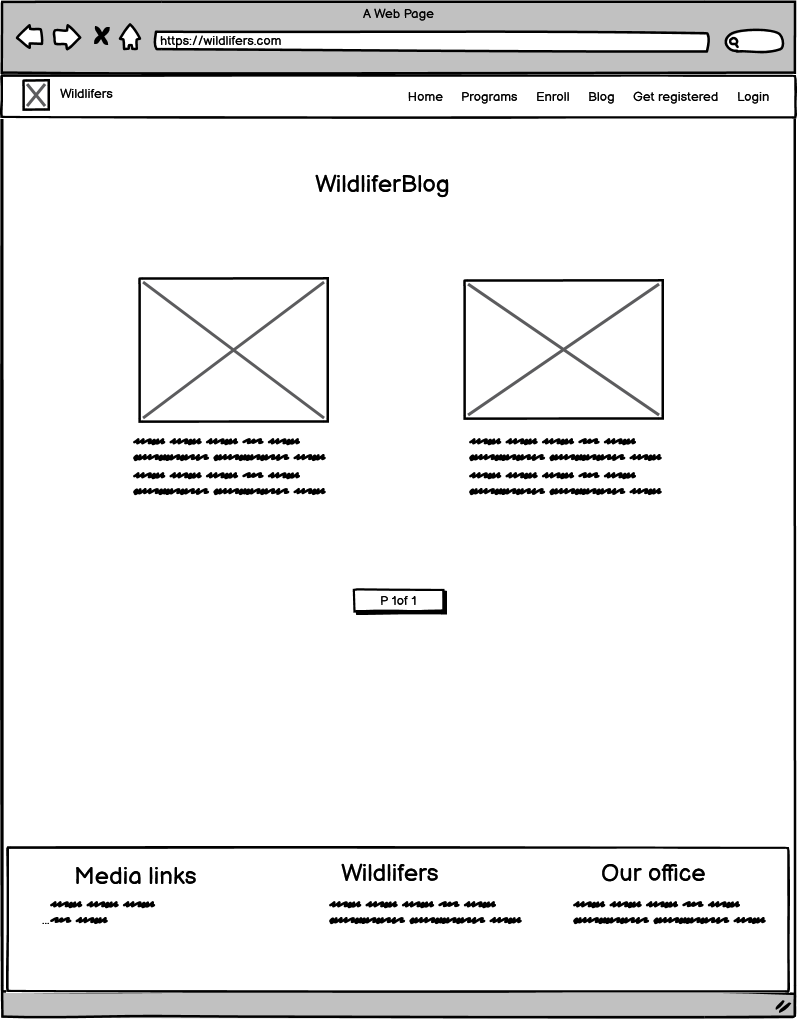 A Web Page
https://wildlifers.com
Wildlifers
Home Programs Enroll Blog Get registered Login
WildliferBlog
P 1of 1
Media links
Wildlifers
Our office
...